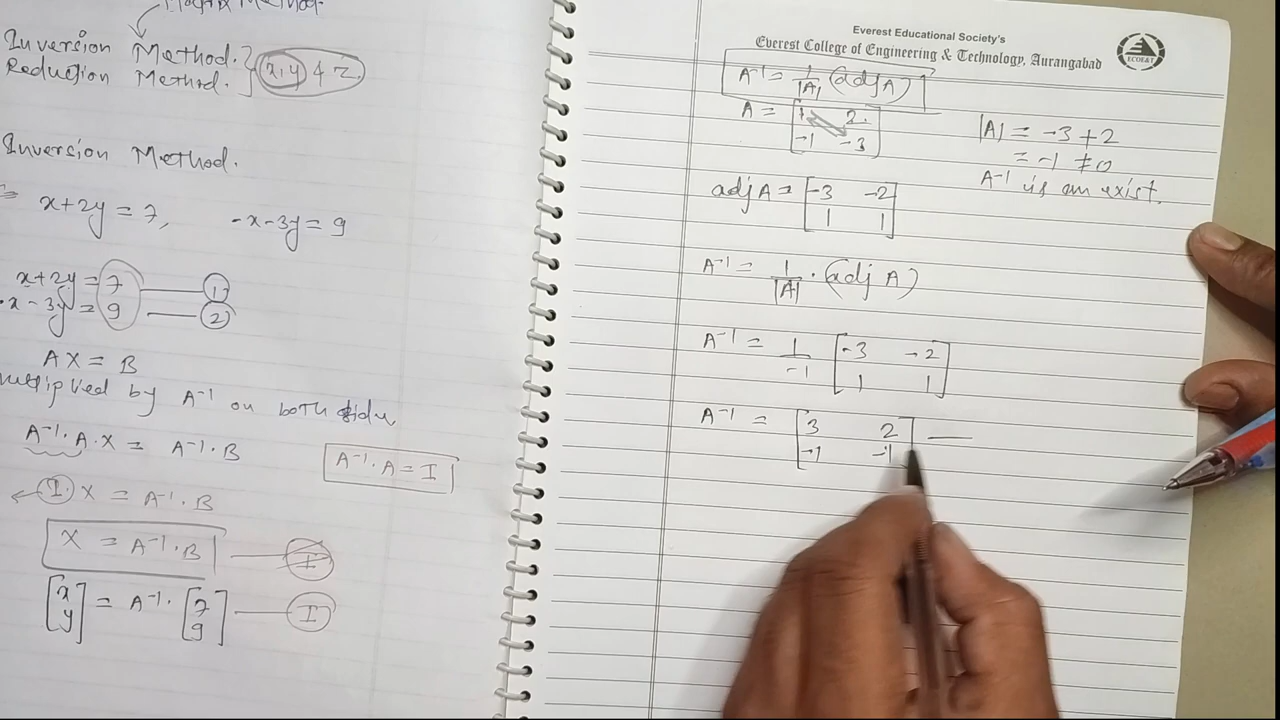 Matrix Method.
Inversion Method.
Reduction Method. } x, y & z.
Inversion Method.
x+2y = 7, -x-3y = 9
x+2y = 7 — 1
-x-3y = 9 — 2
AX = B
multiplied by A⁻¹ on both side
A⁻¹.A.X = A⁻¹.B
A⁻¹.A = I
I.X = A⁻¹.B
X = A⁻¹.B
[x y] = A⁻¹.[7 9] — I
Everest Educational Society's
Everest College of Engineering & Technology, Aurangabad
ECOE&T
A⁻¹ = 1/|A| (adj A)
A = [1 2 -1 -3]
|A| = -3+2
= -1 ≠0
A⁻¹ is an exist.
adj A = [-3 -2 1 1]
A⁻¹ = 1/|A| . (adj A)
A⁻¹ = 1/-1 [-3 -2 1 1]
A⁻¹ = [3 2 -1 -1] —